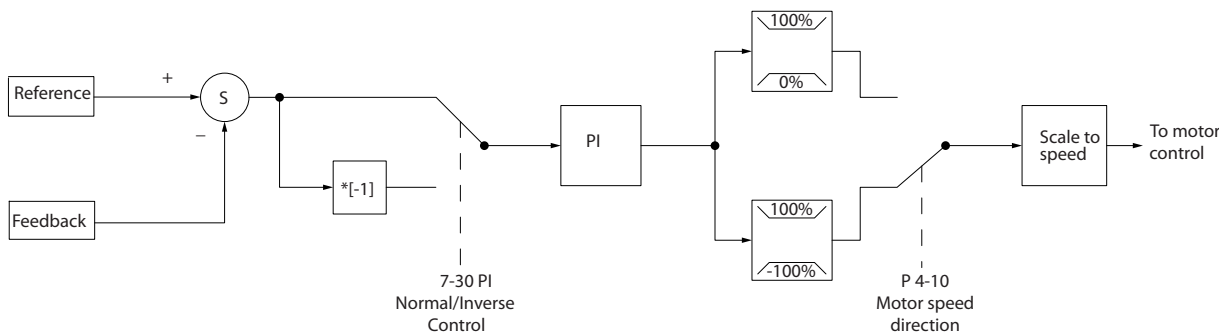 Reference
+
S
_
Feedback
*[-1]
7-30 PI
Normal/Inverse
Control
PI
100%
0%
100%
-100%
P 4-10
Motor speed
direction
Scale to
speed
To motor
control